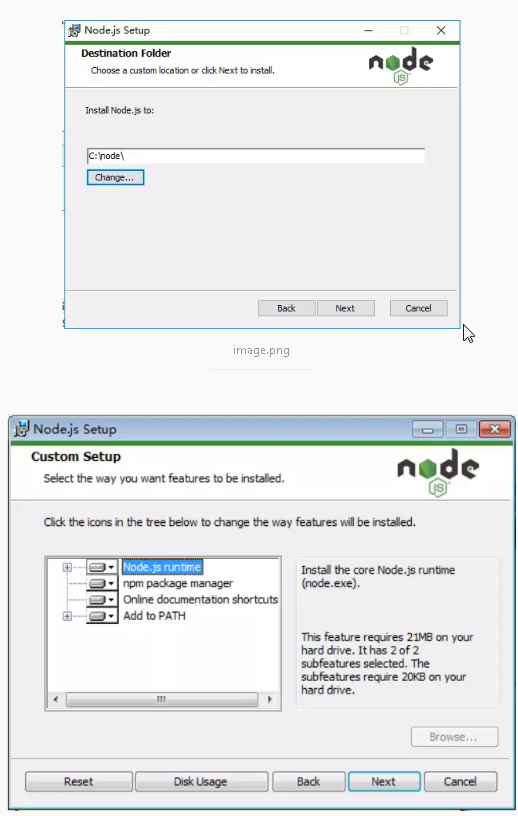 Node.js Setup
Destination Folder
Choose a custom location or click Next to install.
node
JS
Install Node.js to:
C:\node\
Change...
Back Next Cancel
image.png
Node.js Setup
Custom Setup
Select the way you want features to be installed.
node
JS
Click the icons in the tree below to change the way features will be installed.
Node.js runtime
npm package manager
Online documentation shortcuts
Add to PATH
Install the core Node.js runtime
(node.exe).
This feature requires 21MB on your
hard drive. It has 2 of 2
subfeatures selected. The
subfeatures require 20KB on your
hard drive.
Browse...
Reset Disk Usage Back Next Cancel